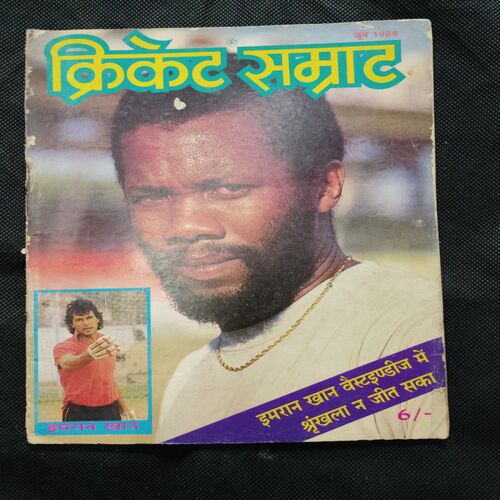 जून 1988
क्रिकेट सम्राट
इमरान खान
इमरान खान वैस्टइण्डीज में
श्रृंखला न जीत सका
6/-